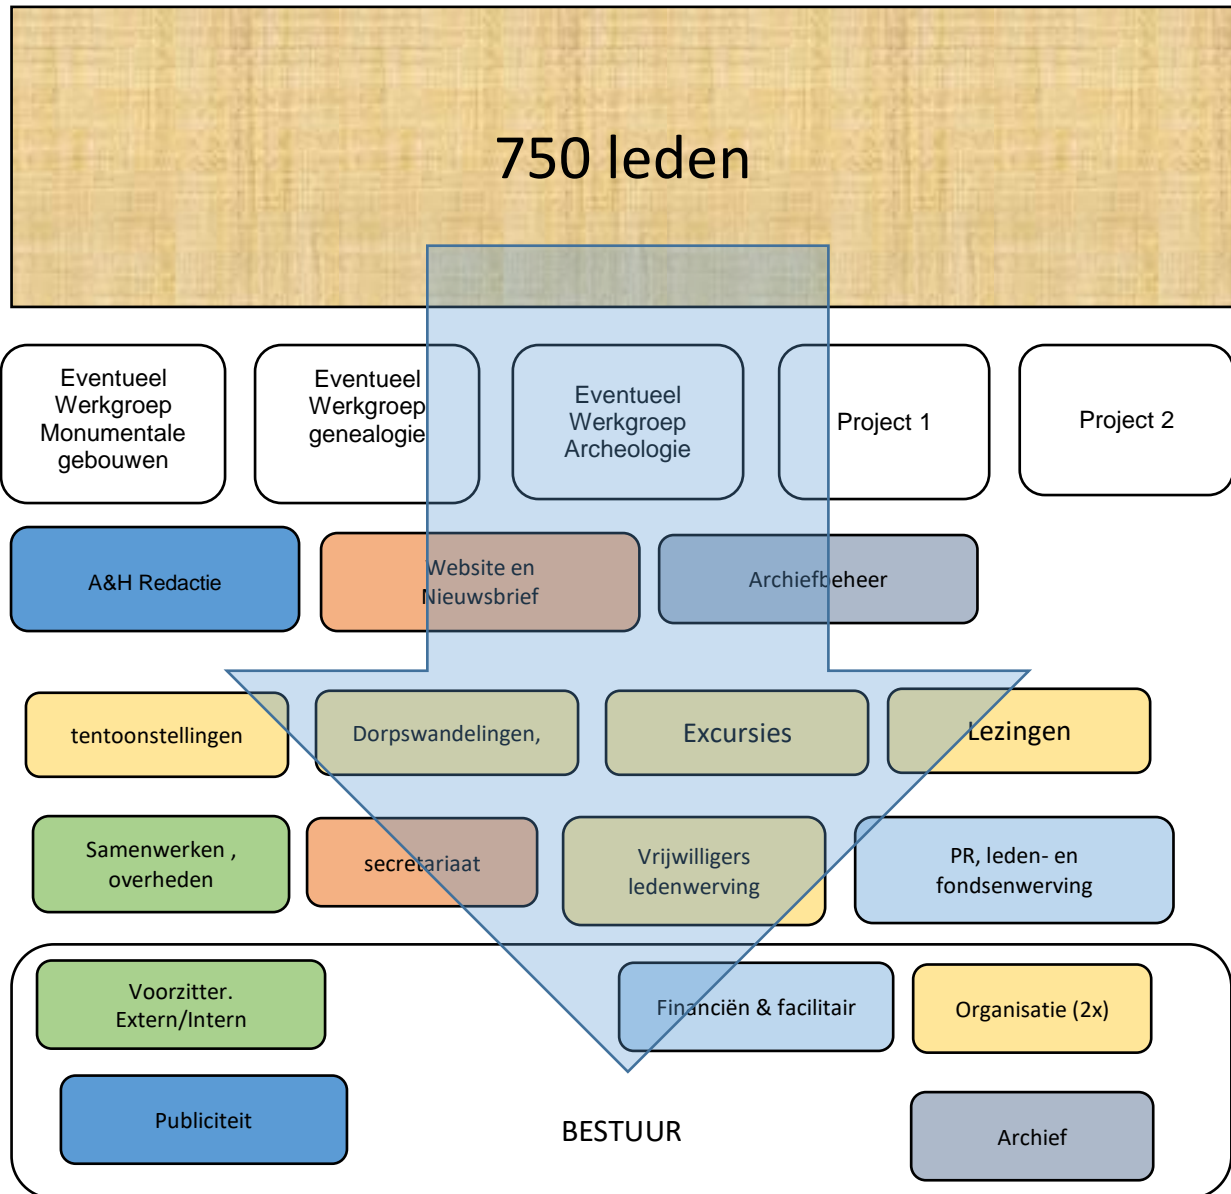 750 leden
Eventueel
Werkgroep
Monumentale
gebouwen
Eventueel
Werkgroep
genealogie
Eventueel
Werkgroep
Archeologie
Project 1
Project 2
A&H Redactie
Website en
Nieuwsbrief
Archiefbeheer
tentoonstellingen
Dorpswandelingen,
Excursies
Lezingen
Samenwerken ,
overheden
secretariaat
Vrijwilligers
ledenwerving
PR, leden- en
fondsenwerving
Voorzitter.
Extern/Intern
Financiën & facilitair
Organisatie (2x)
Publiciteit
BESTUUR
Archief